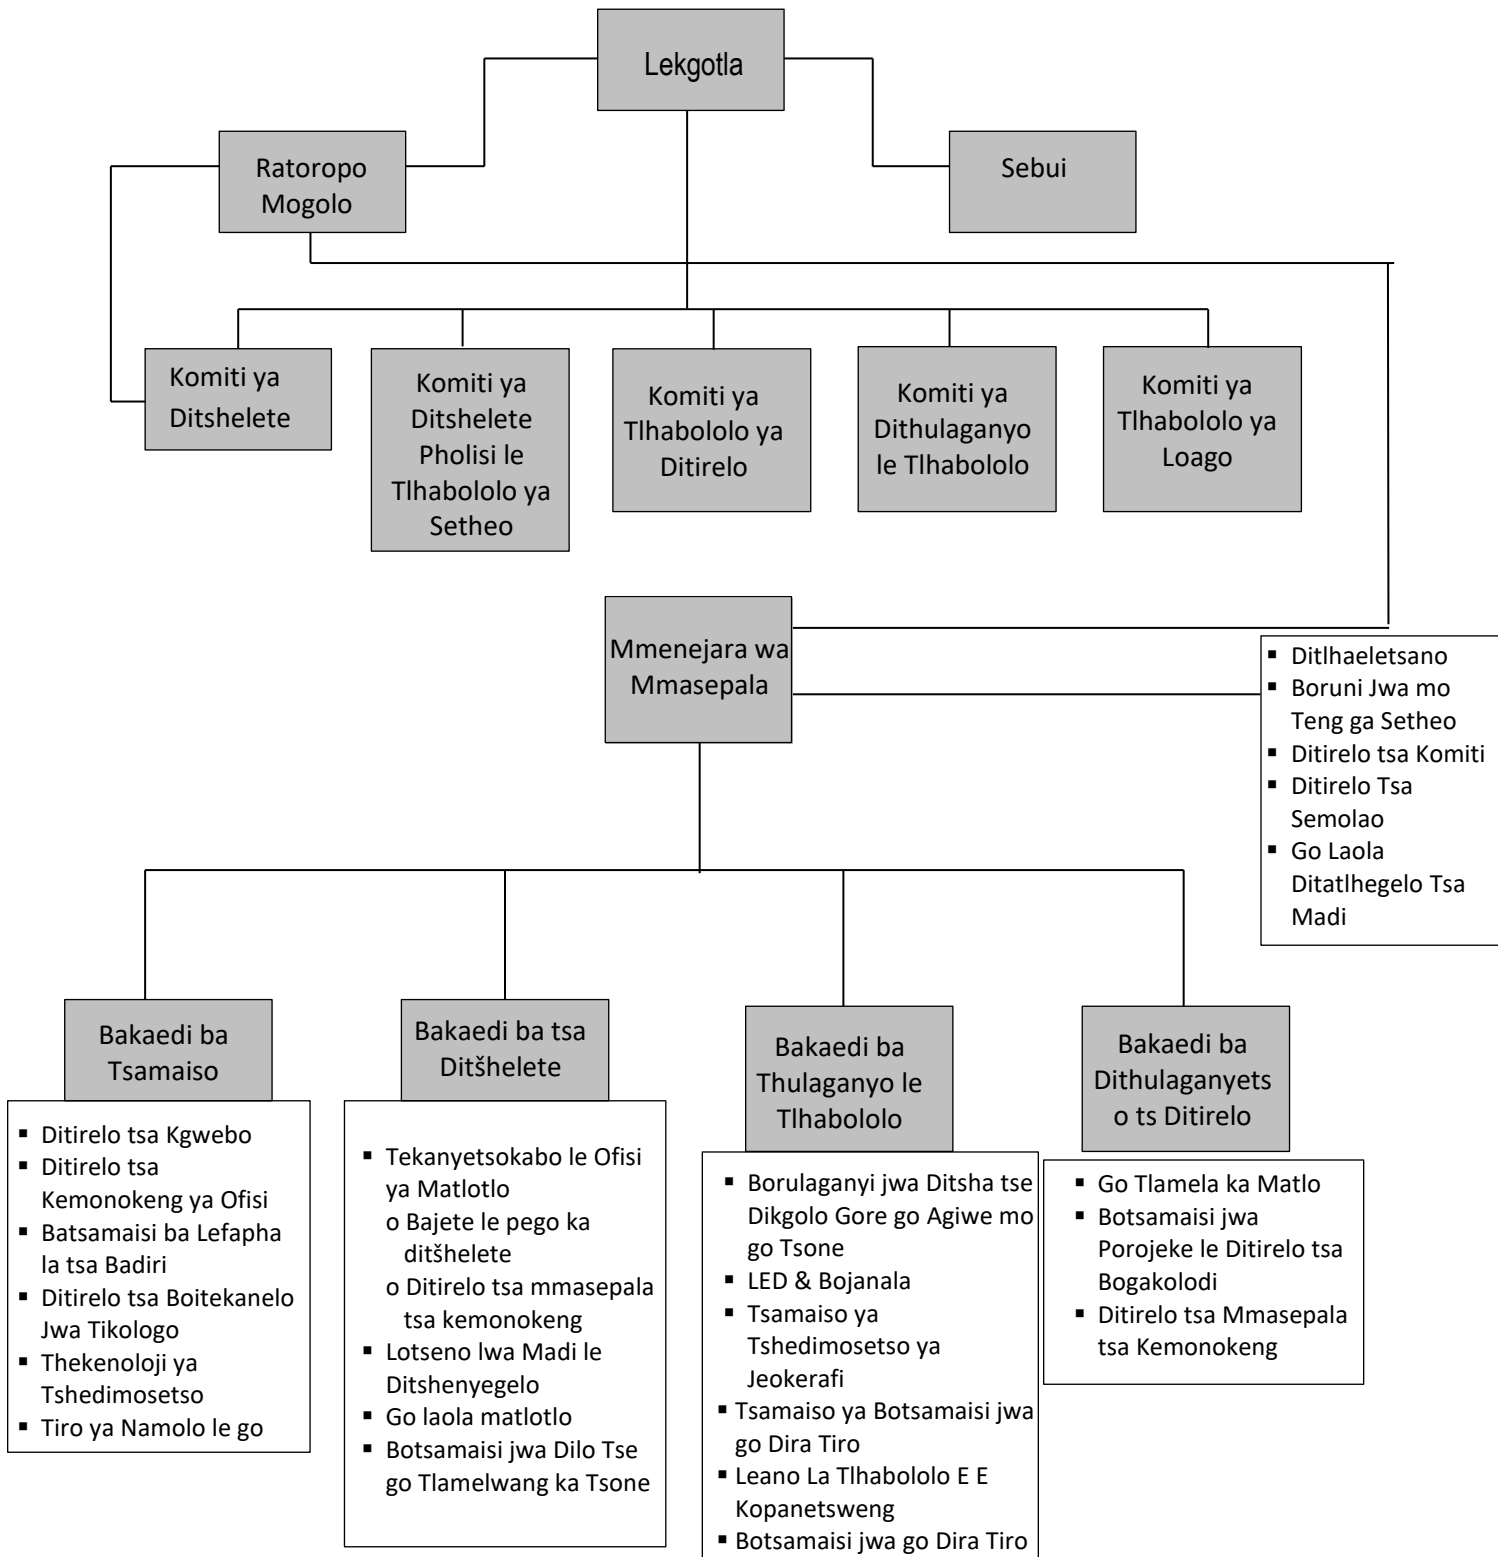 Lekgotla
Ratoropo
Mogolo
Sebui
Komiti ya
Ditshelete
Komiti ya
Ditshelete
Pholisi le
Tlhabololo ya
Setheo
Komiti ya
Tlhabololo ya
Ditirelo
Komiti ya
Dithulaganyo
le Tlhabololo
Komiti ya
Tlhabololo ya
Loago
Mmenejara wa
Mmasepala
▪ Ditlhaeletsano
▪ Boruni Jwa mo
Teng ga Setheo
▪ Ditirelo tsa Komiti
▪ Ditirelo Tsa
Semolao
▪ Go Laola
Ditatlhegelo Tsa
Madi
Bakaedi ba
Tsamaiso
▪ Ditirelo tsa Kgwebo
▪ Ditirelo tsa
Kemonokeng ya Ofisi
▪ Batsamaisi ba Lefapha
la tsa Badiri
▪ Ditirelo tsa Boitekanelo
Jwa Tikologo
▪ Thekenoloji ya
Tshedimosetso
▪ Tiro ya Namolo le go
Bakaedi ba tsa
Ditšhelete
▪ Tekanyetsokabo le Ofisi
ya Matlotlo
o Bajete le pego ka
ditšhelete
o Ditirelo tsa mmasepala
tsa kemonokeng
▪ Lotseno lwa Madi le
Ditshenyegelo
▪ Go laola matlotlo
▪ Botsamaisi jwa Dilo Tse
go Tlamelwang ka Tsone
Bakaedi ba
Thulaganyo le
Tlhabololo
▪ Borulaganyi jwa Ditsha tse
Dikgolo Gore go Agiwe mo
go Tsone
▪ LED & Bojanala
▪ Tsamaiso ya
Tshedimosetso ya
Jeokerafi
▪ Tsamaiso ya Botsamaisi jwa
go Dira Tiro
▪ Leano La Tlhabololo E E
Kopanetsweng
▪ Botsamaisi jwa go Dira Tiro
Bakaedi ba
Dithulaganyets
o ts Ditirelo
▪ Go Tlamela ka Matlo
▪ Botsamaisi jwa
Porojeke le Ditirelo tsa
Bogakolodi
▪ Ditirelo tsa Mmasepala
tsa Kemonokeng